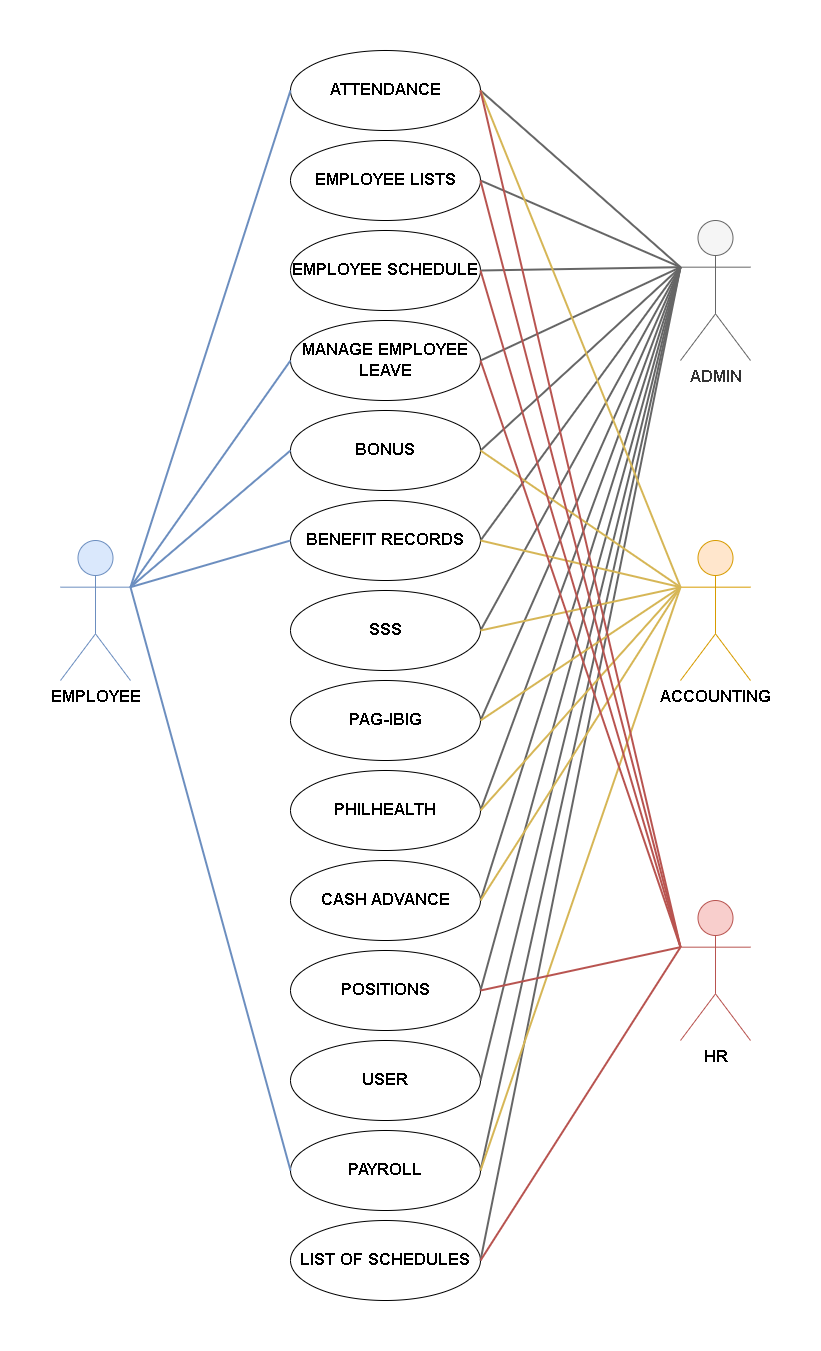 ATTENDANCE
EMPLOYEE LISTS
EMPLOYEE SCHEDULE
MANAGE EMPLOYEE
LEAVE
ADMIN
BONUS
BENEFIT RECORDS
SSS
EMPLOYEE
ACCOUNTING
PAG-IBIG
PHILHEALTH
CASH ADVANCE
POSITIONS
HR
USER
PAYROLL
LIST OF SCHEDULES